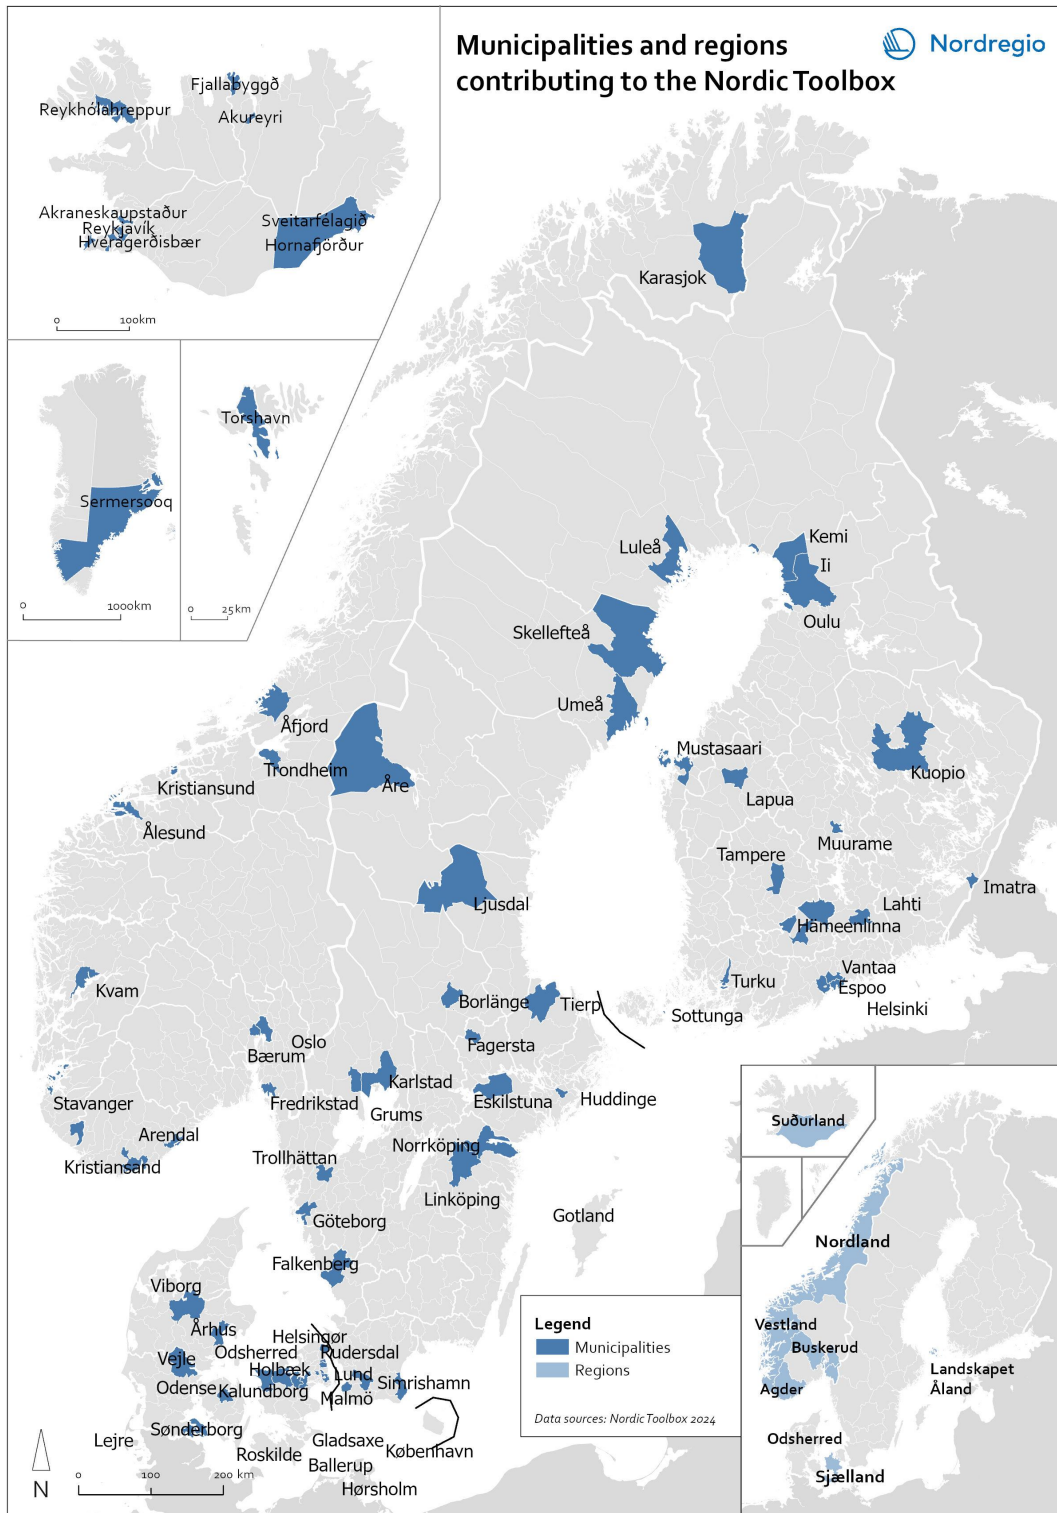 Municipalities and regions
contributing to the Nordic Toolbox
Nordregio
Fjallabyggð
Reykhólahreppur
Akureyri
Akraneskaupstaður
Reykjavík
Hveragerðisbær
Sveitarfélagið
Hornafjörður
0 100km
Sermersooq
0 1000km
Torshavn
0 25km
Karasjok
Luleå
Kemi
Ii
Oulu
Skellefteå
Umeå
Åfjord
Trondheim
Kristiansund
Ålesund
Åre
Mustasaari
Lapua
Kuopio
Muurame
Tampere
Imatra
Lahti
Hämeenlinna
Ljusdal
Kvam
Borlänge
Tierp
Turku
Vantaa
Espoo
Helsinki
Sottunga
Oslo
Bærum
Fagersta
Stavanger
Fredrikstad
Karlstad
Grums
Eskilstuna
Huddinge
Arendal
Kristiansand
Norrköping
Trollhättan
Linköping
Göteborg
Gotland
Falkenberg
Viborg
Århus
Helsingør
Rudersdal
Odsherred
Vejle
Holbæk
Lund
Odense
Kalundborg
Malmö
Simrishamn
Sønderborg
Lejre
Roskilde
Gladsaxe
København
Ballerup
Hørsholm
N
0 100 200 km
Legend
Municipalities
Regions
Data sources: Nordic Toolbox 2024
Suðurland
Nordland
Vestland
Buskerud
Agder
Landskapet
Åland
Odsherred
Sjælland